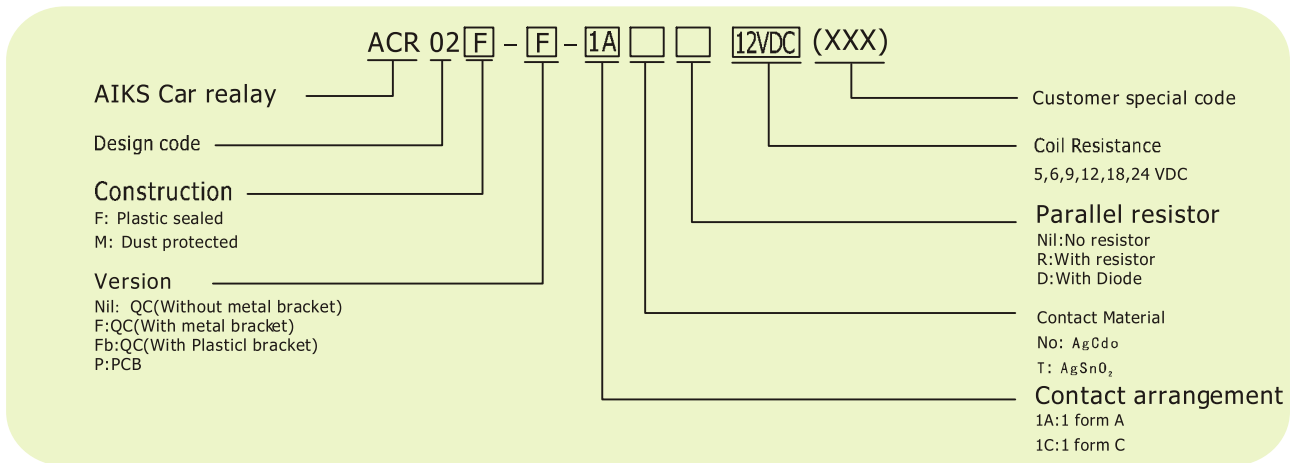 ACR 02 F - F - 1A 12VDC (XXX)
AIKS Car realay
Design code
Construction
F: Plastic sealed
M: Dust protected
Version
Nil: QC(Without metal bracket)
F:QC(With metal bracket)
Fb:QC(With Plasticl bracket)
P:PCB
Customer special code
Coil Resistance
5,6,9,12,18,24 VDC
Parallel resistor
Nil:No resistor
R:With resistor
D:With Diode
Contact Material
No: AgCdo
T: AgSnO₂
Contact arrangement
1A:1 form A
1C:1 form C